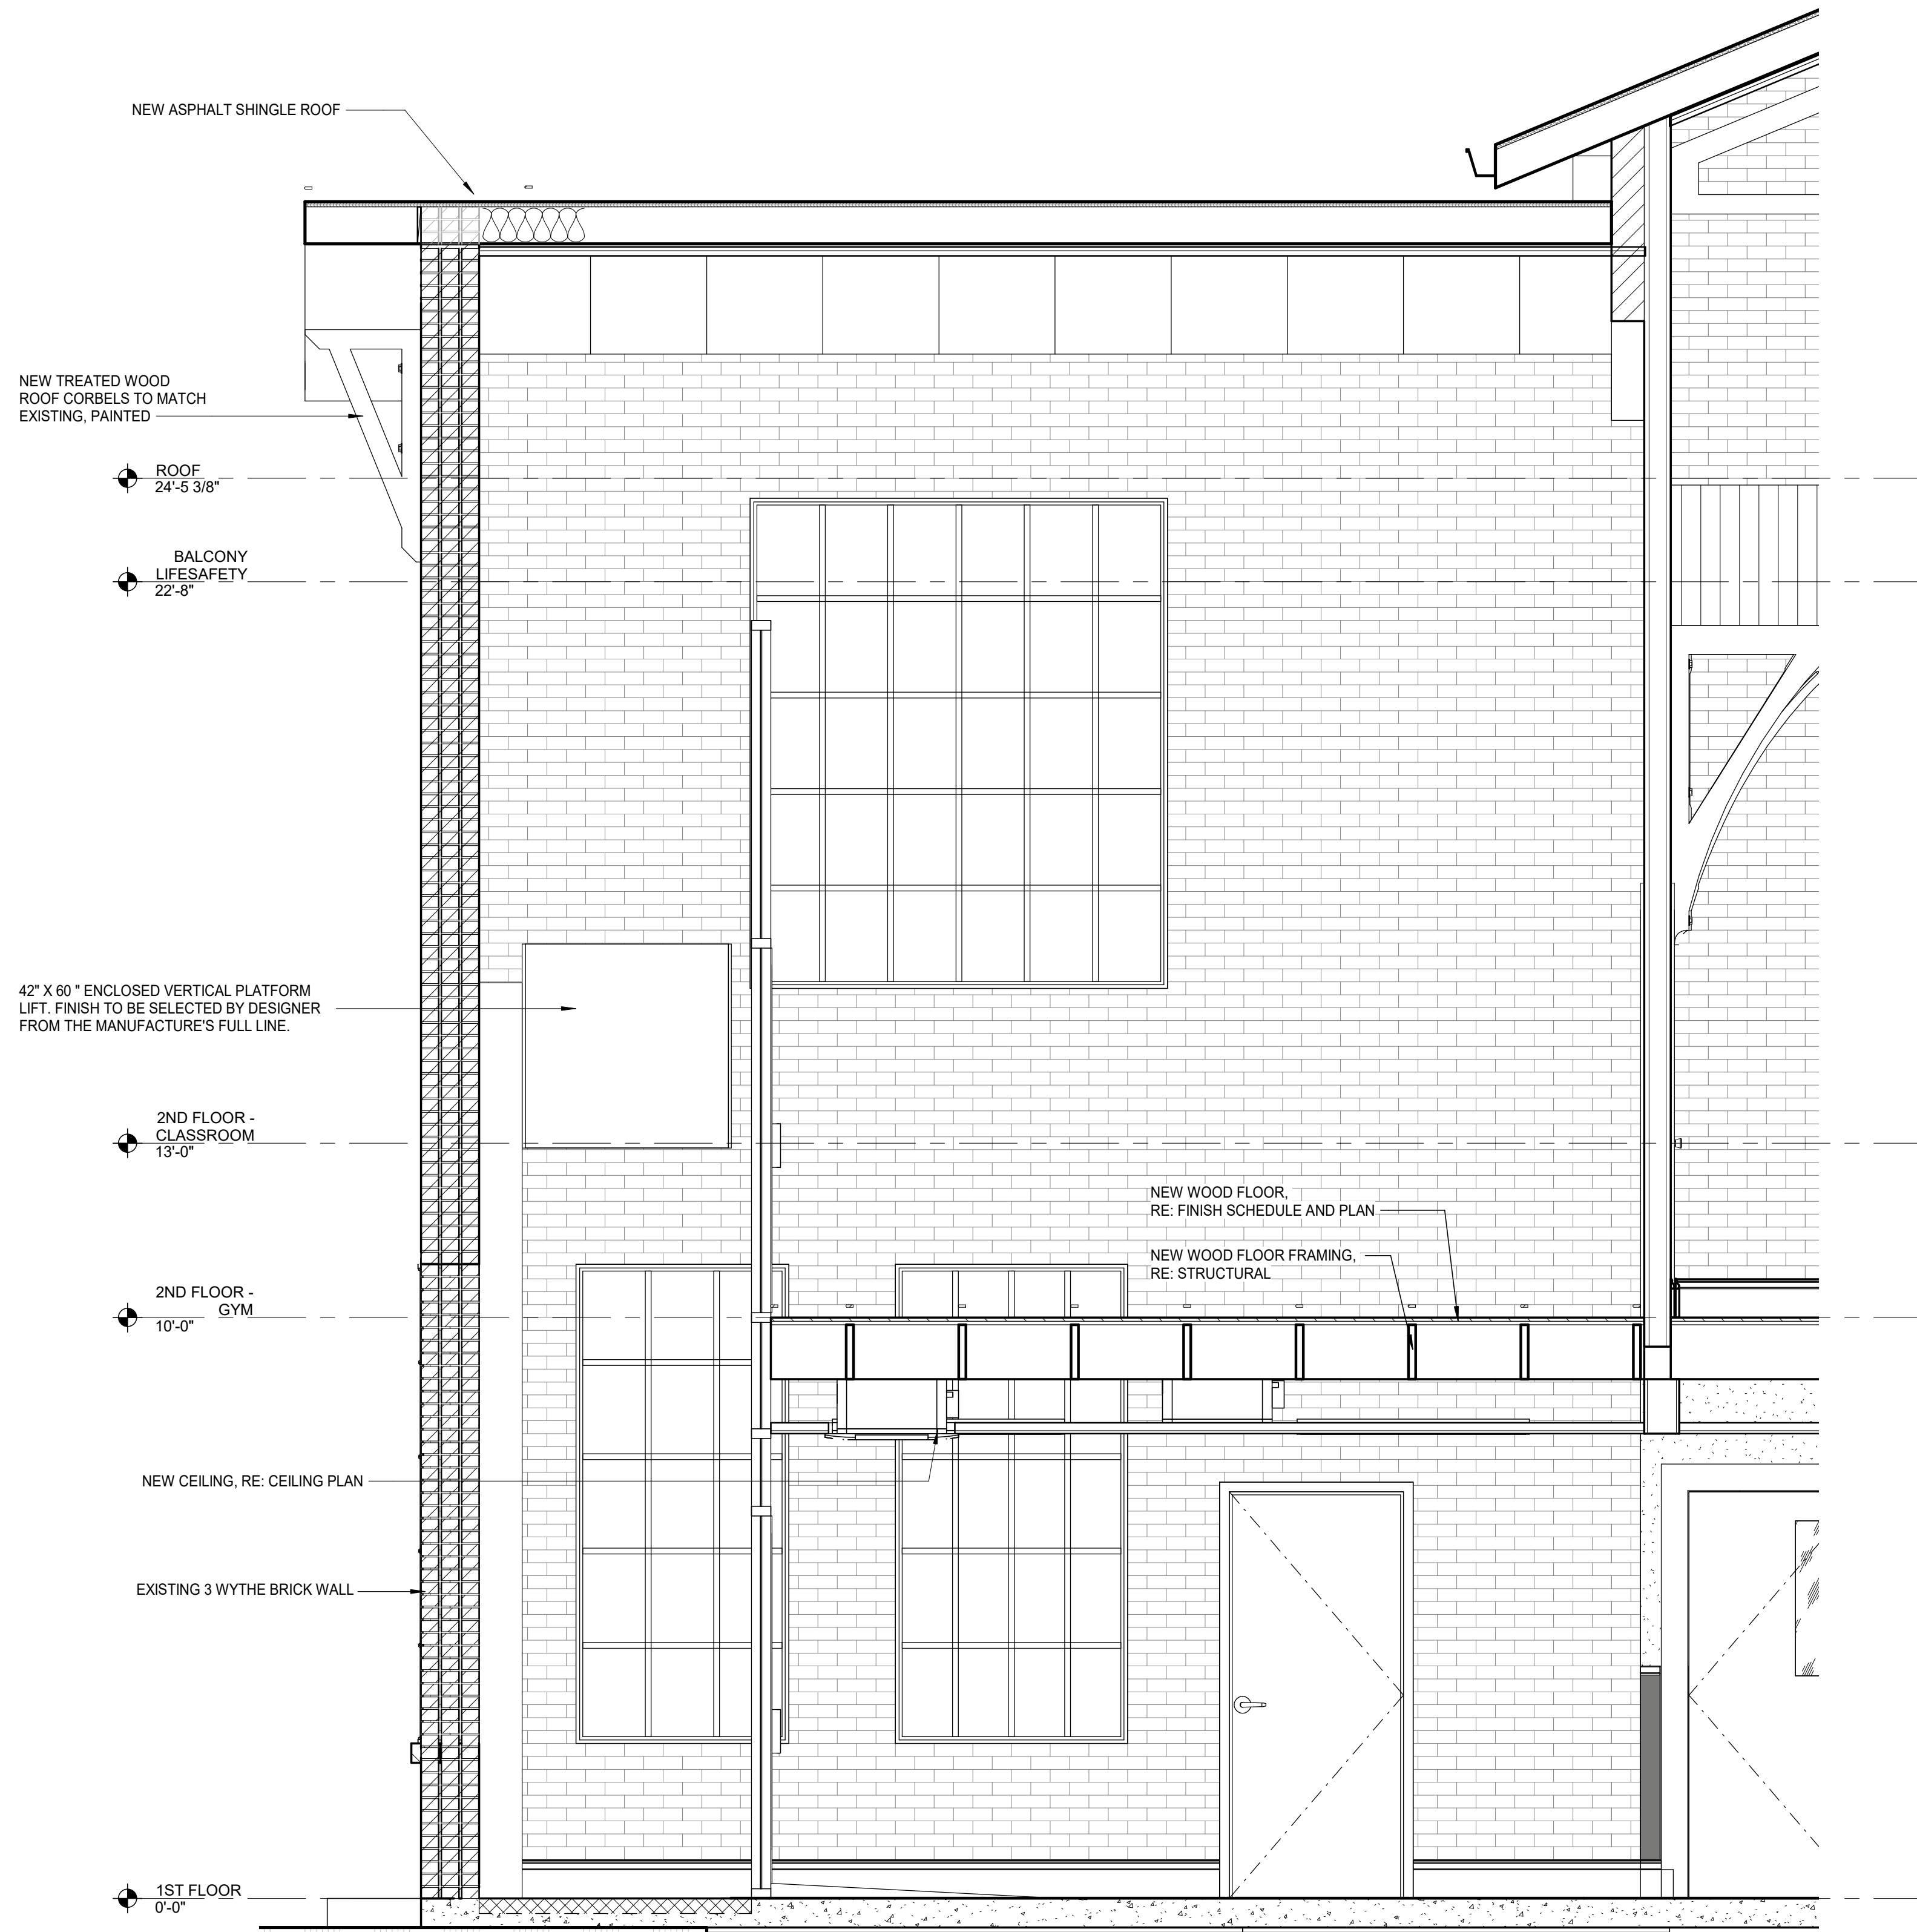 NEW ASPHALT SHINGLE ROOF
NEW TREATED WOOD
ROOF CORBELS TO MATCH
EXISTING, PAINTED
ROOF
24'-5 3/8"
BALCONY
LIFESAFETY
22'-8"
42" X 60 " ENCLOSED VERTICAL PLATFORM
LIFT. FINISH TO BE SELECTED BY DESIGNER
FROM THE MANUFACTURE'S FULL LINE.
2ND FLOOR -
CLASSROOM
13'-0"
NEW WOOD FLOOR,
RE: FINISH SCHEDULE AND PLAN
NEW WOOD FLOOR FRAMING,
RE: STRUCTURAL
2ND FLOOR -
GYM
10'-0"
NEW CEILING, RE: CEILING PLAN
EXISTING 3 WYTHE BRICK WALL
1ST FLOOR
0'-0"